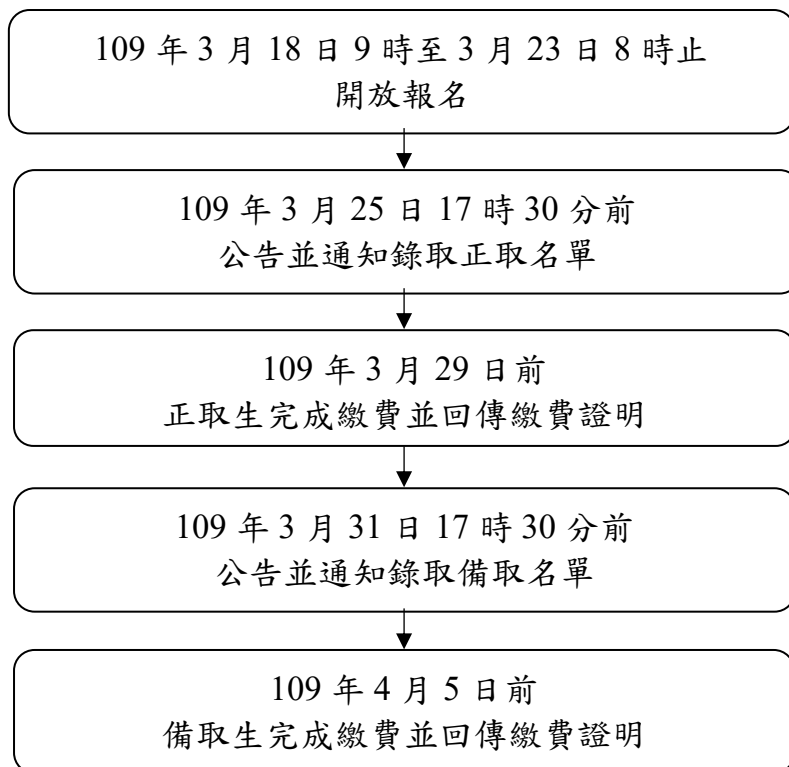 109 年 3 月 18 日 9 時至 3 月 23 日 8 時止
開放報名
109 年 3 月 25 日 17 時 30 分前
公告並通知錄取正取名單
109 年 3 月 29 日前
正取生完成繳費並回傳繳費證明
109 年 3 月 31 日 17 時 30 分前
公告並通知錄取備取名單
109 年 4 月 5 日前
備取生完成繳費並回傳繳費證明